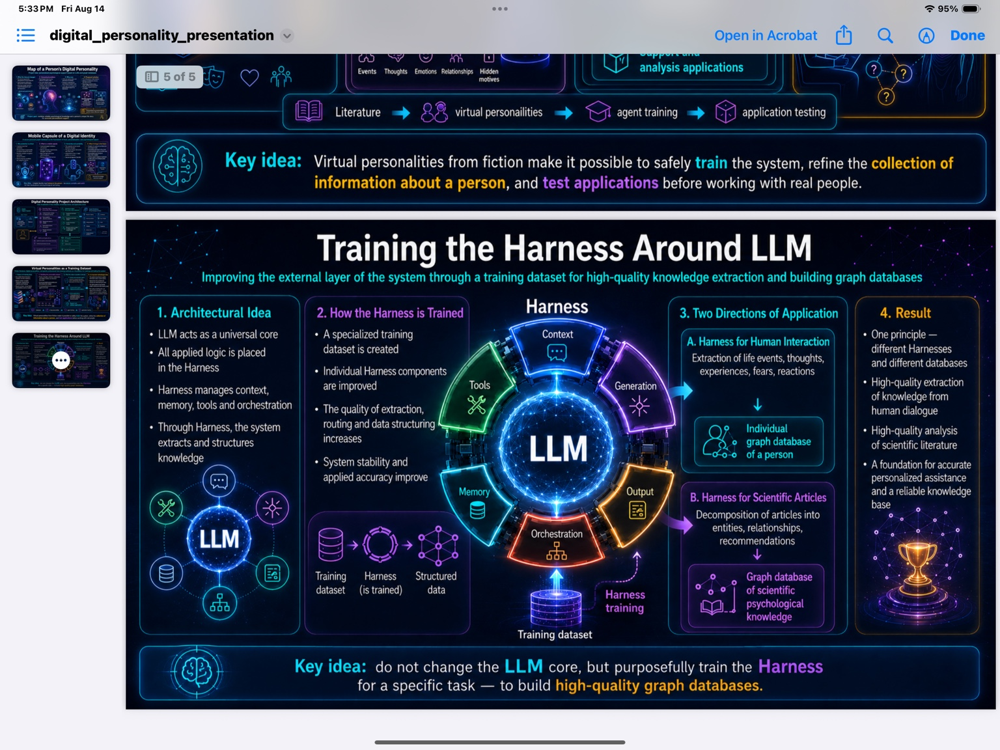 5:33 PM Fri Aug 14
95%
digital_personality_presentation
Open in Acrobat
Done
5 of 5
Map of a Person's Digital Personality
Mobile Capsule of a Digital Identity
Digital Personality Project Architecture
Virtual Personalities as a Training Dataset
Training the Harness Around LLM
Events
Thoughts
Emotions
Relationships
Hidden
motives
Support and
analysis applications
?
?
?
Literature
virtual personalities
agent training
application testing
Key idea: Virtual personalities from fiction make it possible to safely train the system, refine the collection of
information about a person, and test applications before working with real people.
Training the Harness Around LLM
Improving the external layer of the system through a training dataset for high-quality knowledge extraction and building graph databases
1. Architectural Idea
• LLM acts as a universal core
• All applied logic is placed
in the Harness
• Harness manages context,
memory, tools and orchestration
• Through Harness, the system
extracts and structures
knowledge
LLM
2. How the Harness is Trained
• A specialized training
dataset is created
• Individual Harness components
are improved
• The quality of extraction,
routing and data structuring
increases
• System stability and
applied accuracy improve
Training
dataset
Harness
(is trained)
Structured
data
Harness
Context
Tools
Generation
LLM
Memory
Output
Orchestration
Harness
training
Training dataset
3. Two Directions of Application
A. Harness for Human Interaction
Extraction of life events, thoughts,
experiences, fears, reactions
Individual
graph database
of a person
B. Harness for Scientific Articles
Decomposition of articles into
entities, relationships,
recommendations
Graph database
of scientific
psychological
knowledge
4. Result
• One principle —
different Harnesses
and different databases
• High-quality extraction
of knowledge from
human dialogue
• High-quality analysis
of scientific literature
• A foundation for accurate
personalized assistance
and a reliable knowledge
base
Key idea: do not change the LLM core, but purposefully train the Harness
for a specific task — to build high-quality graph databases.